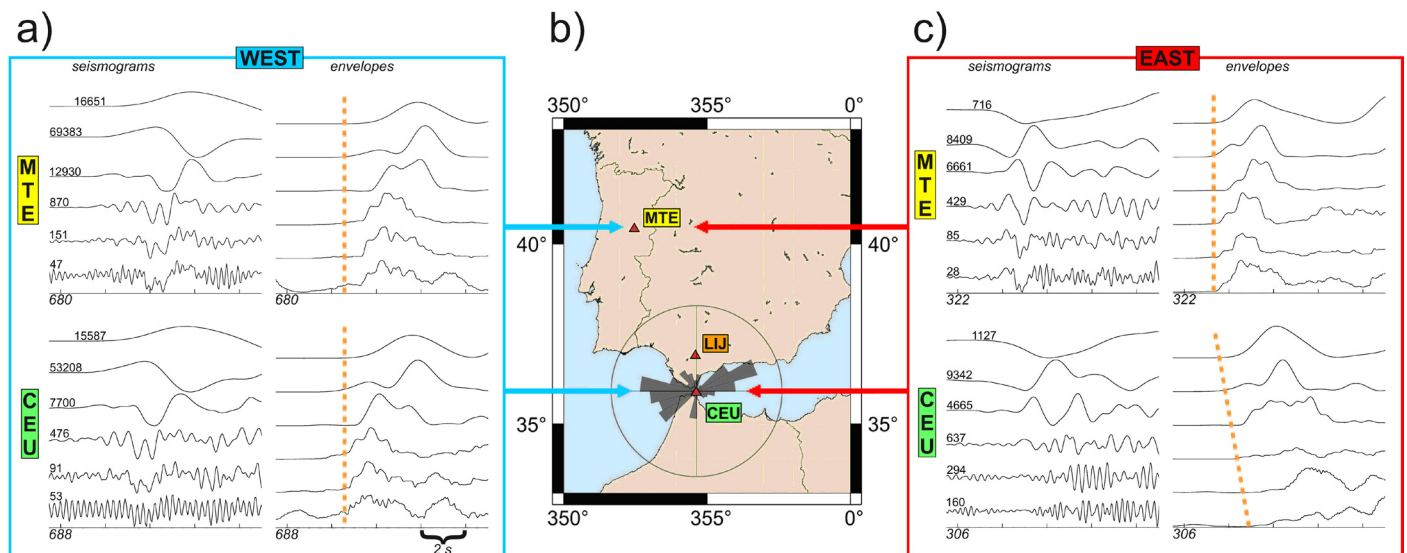 a)
WEST
seismograms envelopes
MTE
16651
69383
12930
870
151
47
680 680
CEU
15587
53208
7700
476
91
53
688 688
2 s
b)
350° 355° 0°
MTE
40° 40°
LIJ
CEU
35° 35°
350° 355° 0°
c)
EAST
seismograms envelopes
MTE
716
8409
6661
429
85
28
322 322
CEU
1127
9342
4665
637
294
160
306 306